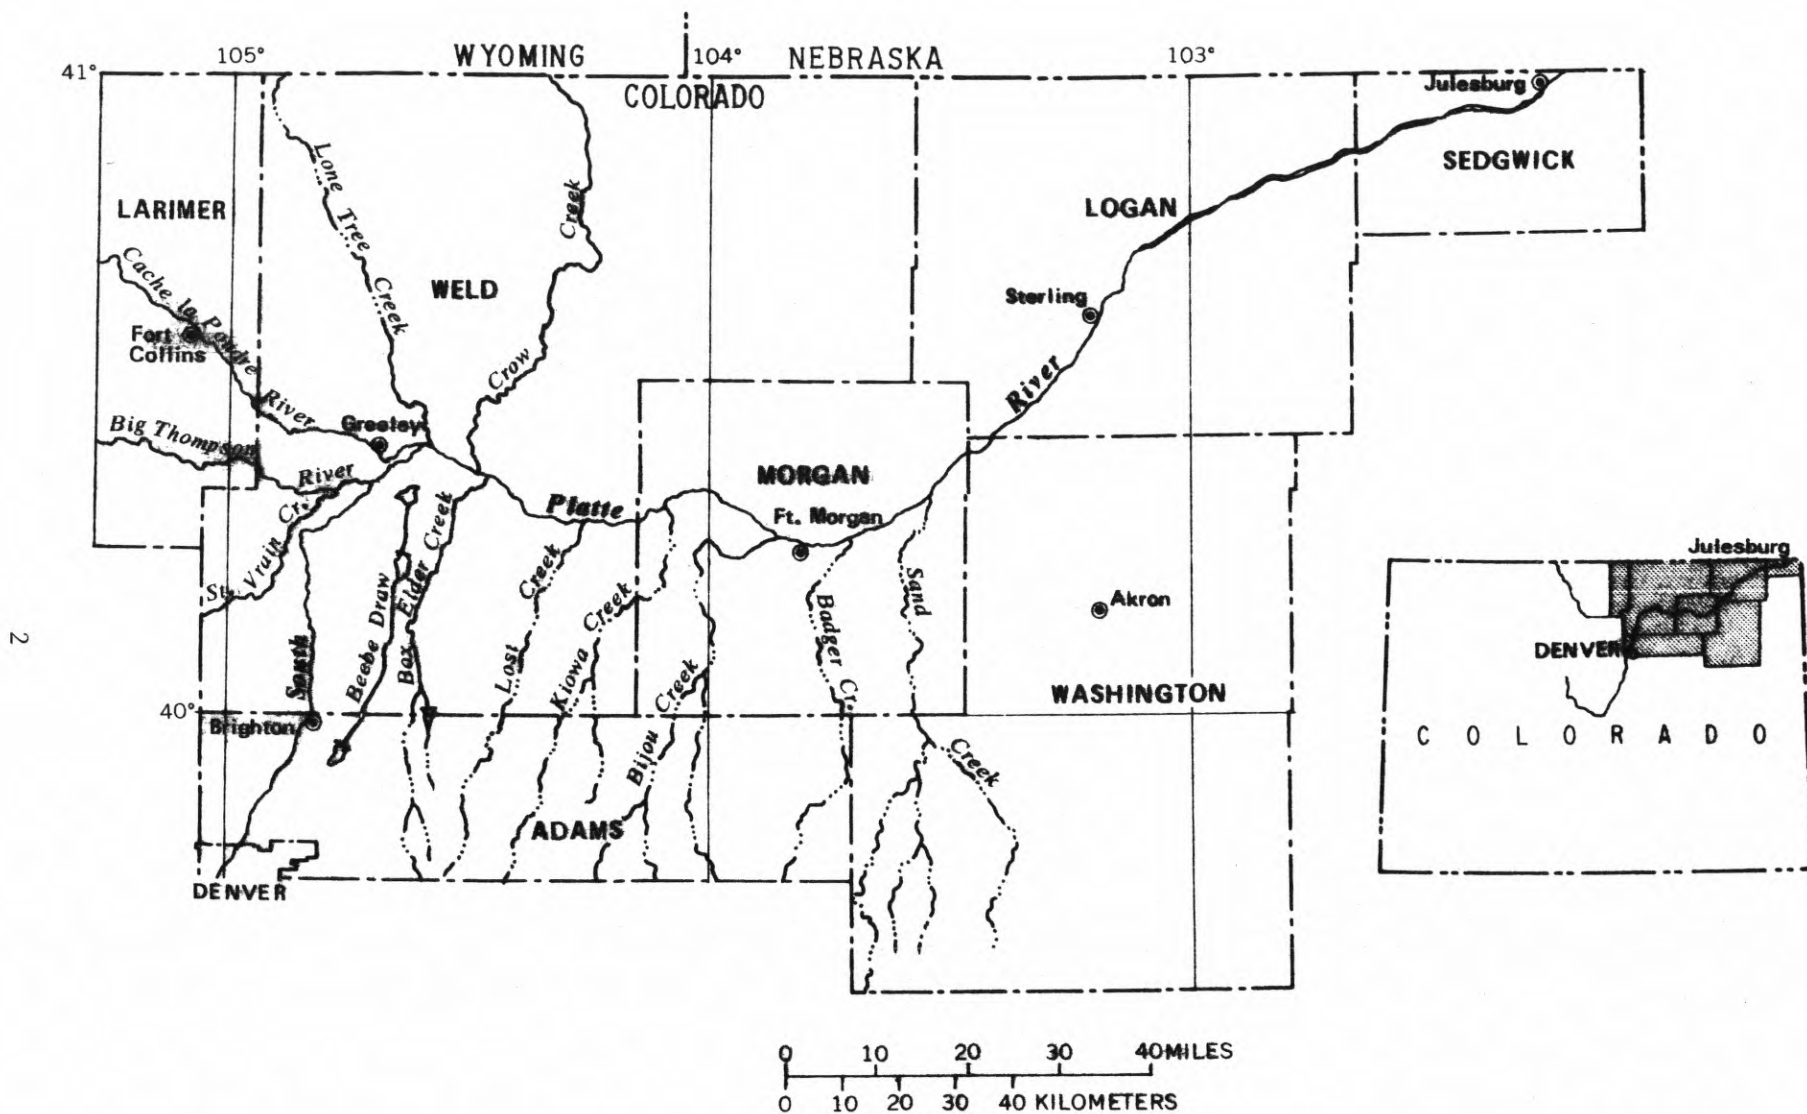 WYOMING
NEBRASKA
COLORADO
105°
104°
103°
41°
40°
Julesburg
SEDGWICK
LOGAN
LARIMER
WELD
Lone Tree Creek
Crow Creek
Cache la Poudre River
Fort
Collins
Big Thompson River
Greeley
Sterling
South Platte River
MORGAN
Ft. Morgan
St. Vrain Cr.
Beebe Draw
Box Elder Creek
Lost Creek
Kiowa Creek
Bijou Creek
Badger Cr.
Sand Creek
Akron
WASHINGTON
Brighton
ADAMS
DENVER
Julesburg
DENVER
COLORADO
0 10 20 30 40 MILES
0 10 20 30 40 KILOMETERS
2